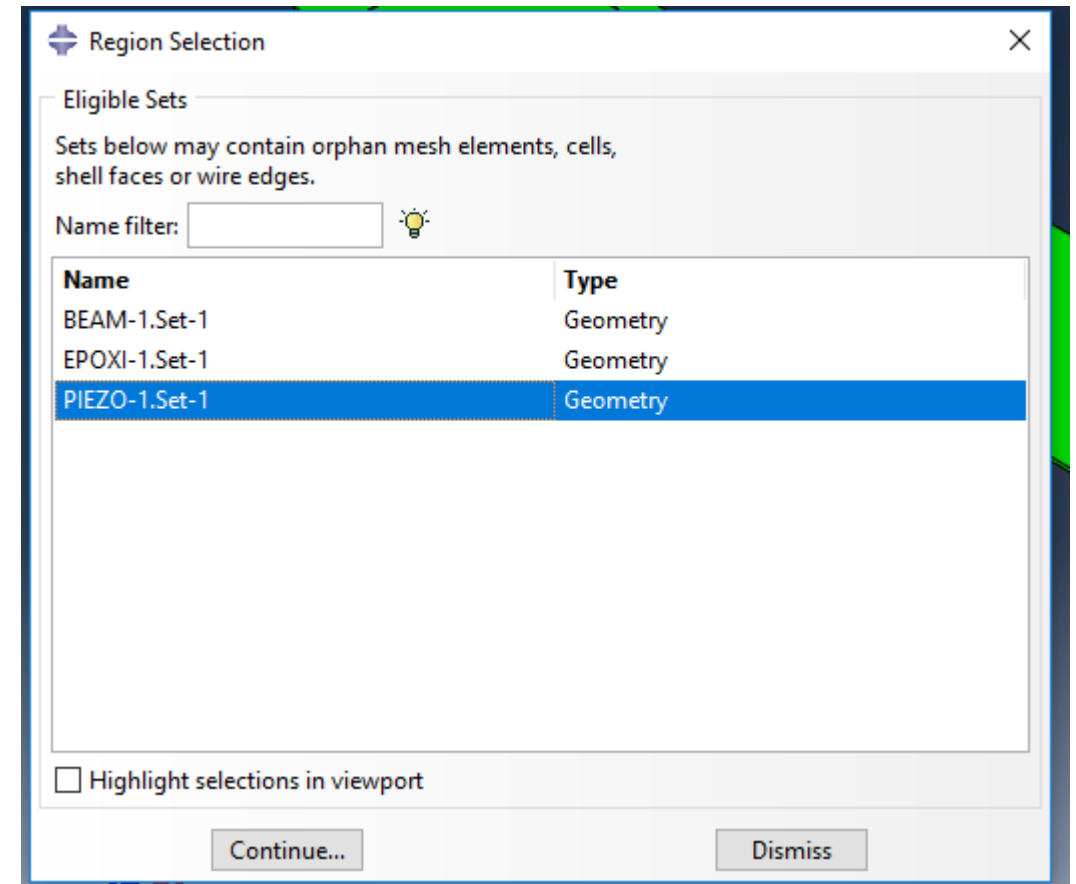 Region Selection
Eligible Sets
Sets below may contain orphan mesh elements, cells,
shell faces or wire edges.
Name filter:
Name Type
BEAM-1.Set-1 Geometry
EPOXI-1.Set-1 Geometry
PIEZO-1.Set-1 Geometry
Highlight selections in viewport
Continue... Dismiss